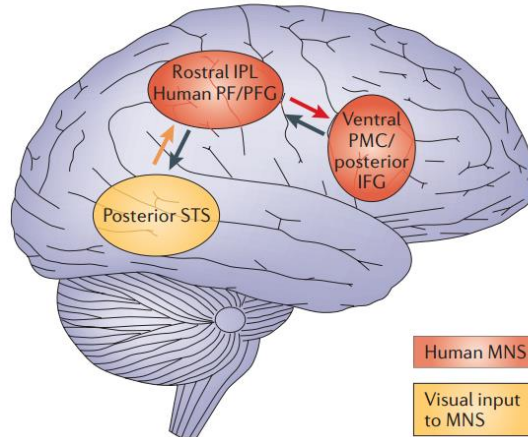 Rostral IPL
Human PF/PFG
Ventral
PMC/
posterior
IFG
Posterior STS
Human MNS
Visual input
to MNS